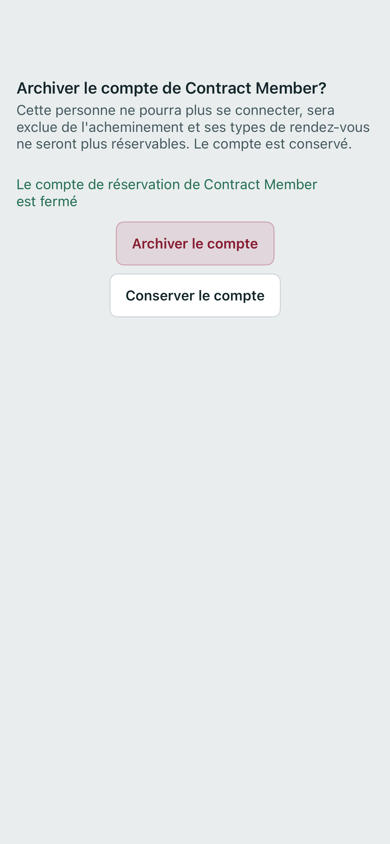 Archiver le compte de Contract Member?
Cette personne ne pourra plus se connecter, sera
exclue de l'acheminement et ses types de rendez-vous
ne seront plus réservables. Le compte est conservé.
Le compte de réservation de Contract Member
est fermé
Archiver le compte
Conserver le compte